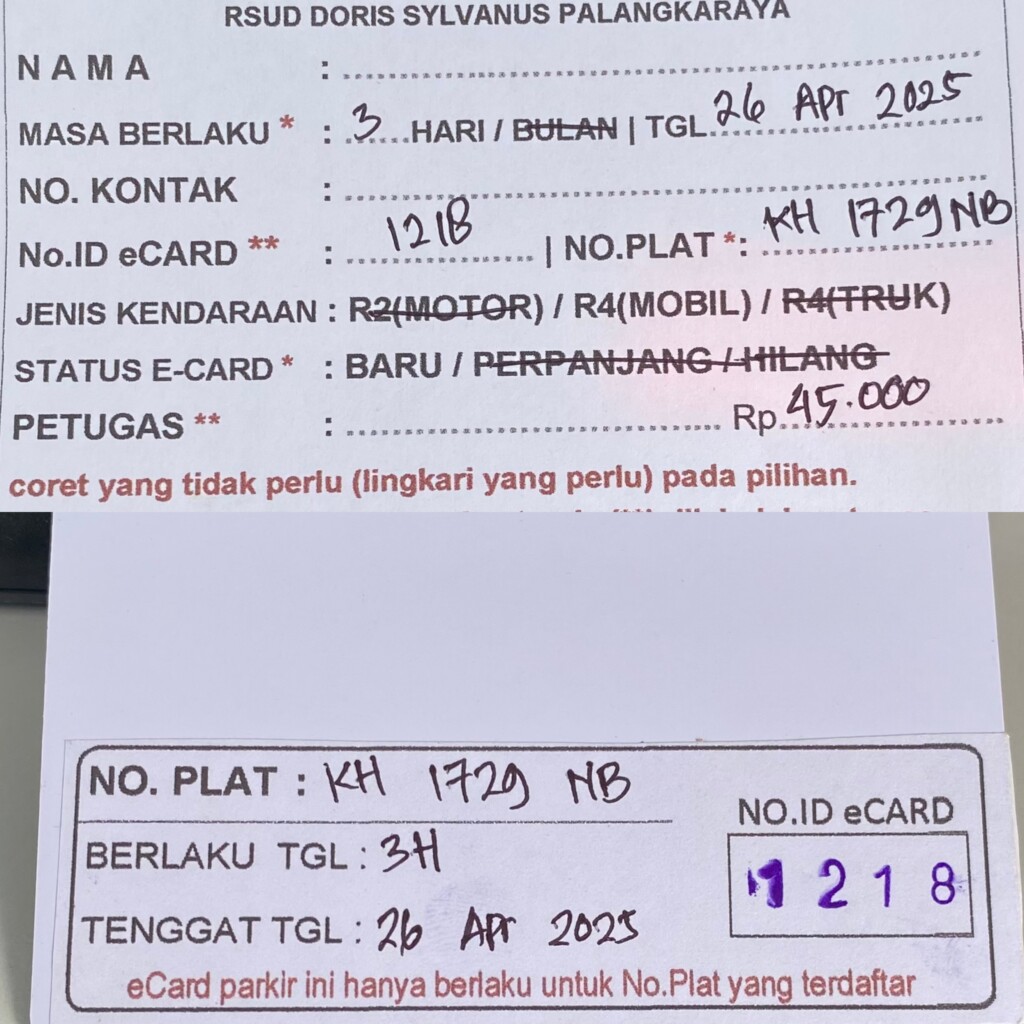 RSUD DORIS SYLVANUS PALANGKARAYA
NAMA :
MASA BERLAKU * : 3 HARI / BULAN | TGL 26 Apr 2025
NO. KONTAK :
No.ID eCARD ** : 1218 | NO.PLAT *: KH 1729 NB
JENIS KENDARAAN : R2(MOTOR) / R4(MOBIL) / R4(TRUK)
STATUS E-CARD * : BARU / PERPANJANG / HILANG
PETUGAS ** : Rp 45.000
coret yang tidak perlu (lingkari yang perlu) pada pilihan.
NO. PLAT : KH 1729 NB
BERLAKU TGL : 3H
TENGGAT TGL : 26 Apr 2025
NO.ID eCARD
1218
eCard parkir ini hanya berlaku untuk No.Plat yang terdaftar